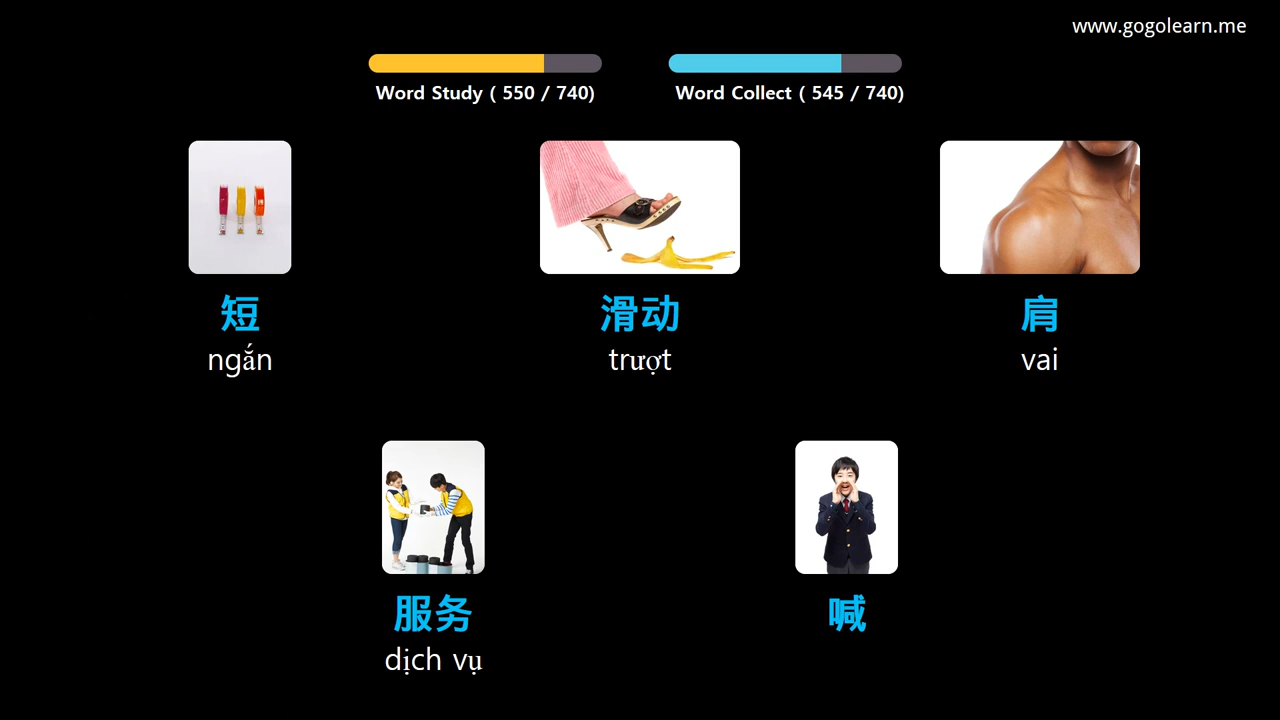 www.gogolearn.me
Word Study ( 550 / 740)
Word Collect ( 545 / 740)
短
ngắn
滑动
trượt
肩
vai
服务
dịch vụ
喊